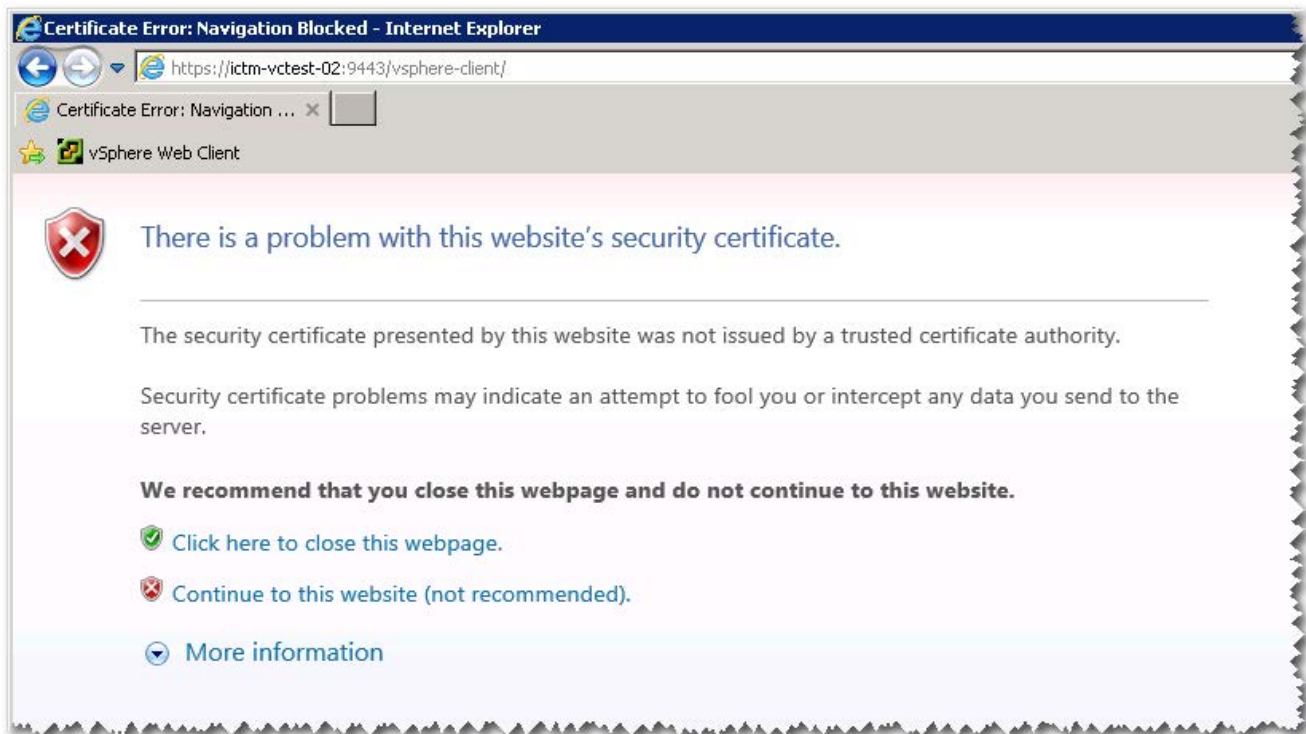 Certificate Error: Navigation Blocked - Internet Explorer
https://ictm-vctest-02:9443/vsphere-client/
Certificate Error: Navigation ...
vSphere Web Client
There is a problem with this website's security certificate.
The security certificate presented by this website was not issued by a trusted certificate authority.
Security certificate problems may indicate an attempt to fool you or intercept any data you send to the
server.
We recommend that you close this webpage and do not continue to this website.
Click here to close this webpage.
Continue to this website (not recommended).
More information